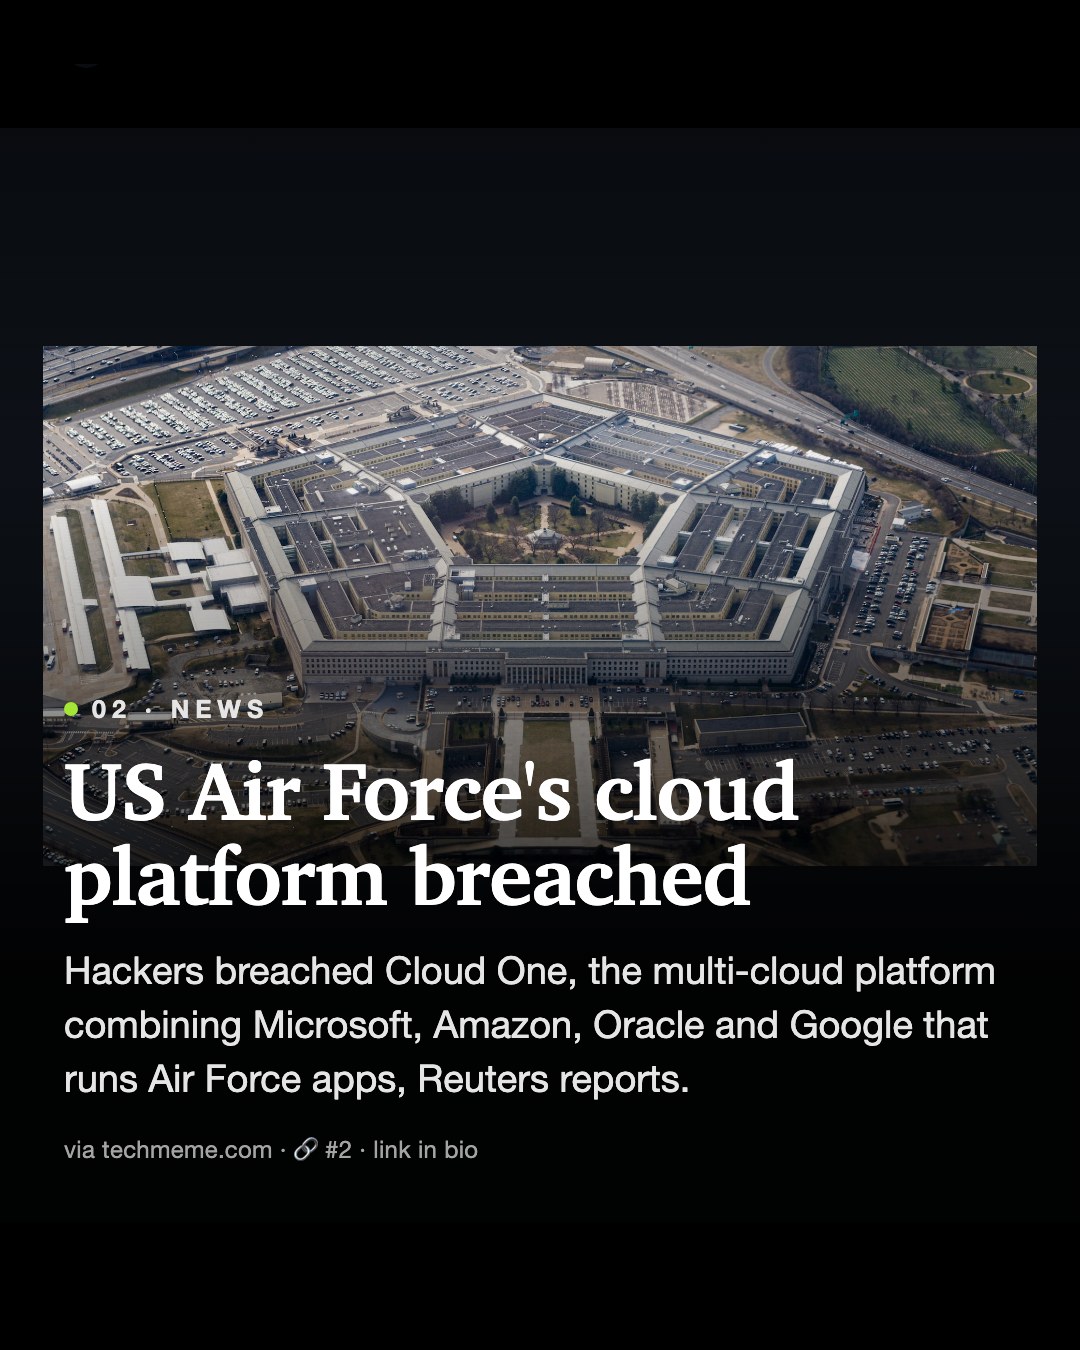 02 · NEWS
US Air Force's cloud
platform breached
Hackers breached Cloud One, the multi-cloud platform
combining Microsoft, Amazon, Oracle and Google that
runs Air Force apps, Reuters reports.
via techmeme.com · 🔗 #2 · link in bio